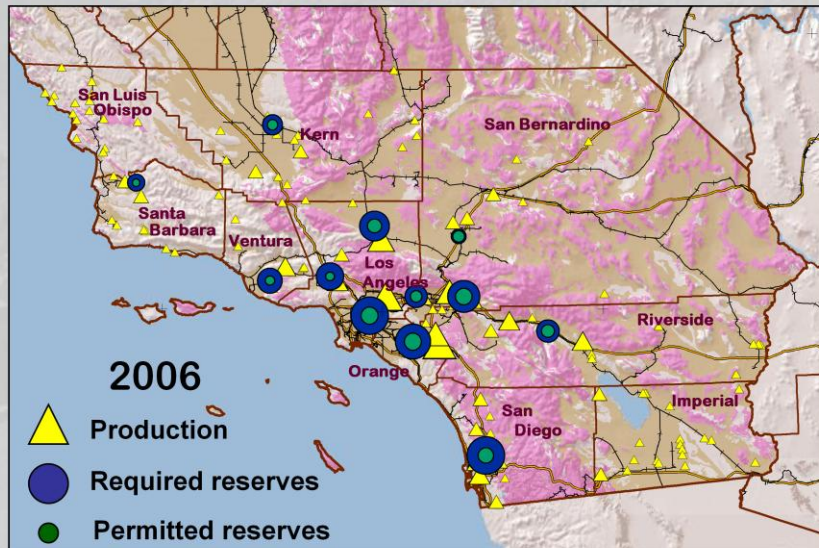 San Luis
Obispo
Kern
San Bernardino
Santa
Barbara
Ventura
Los
Angeles
Riverside
Orange
Imperial
San
Diego
2006
Production
Required reserves
Permitted reserves